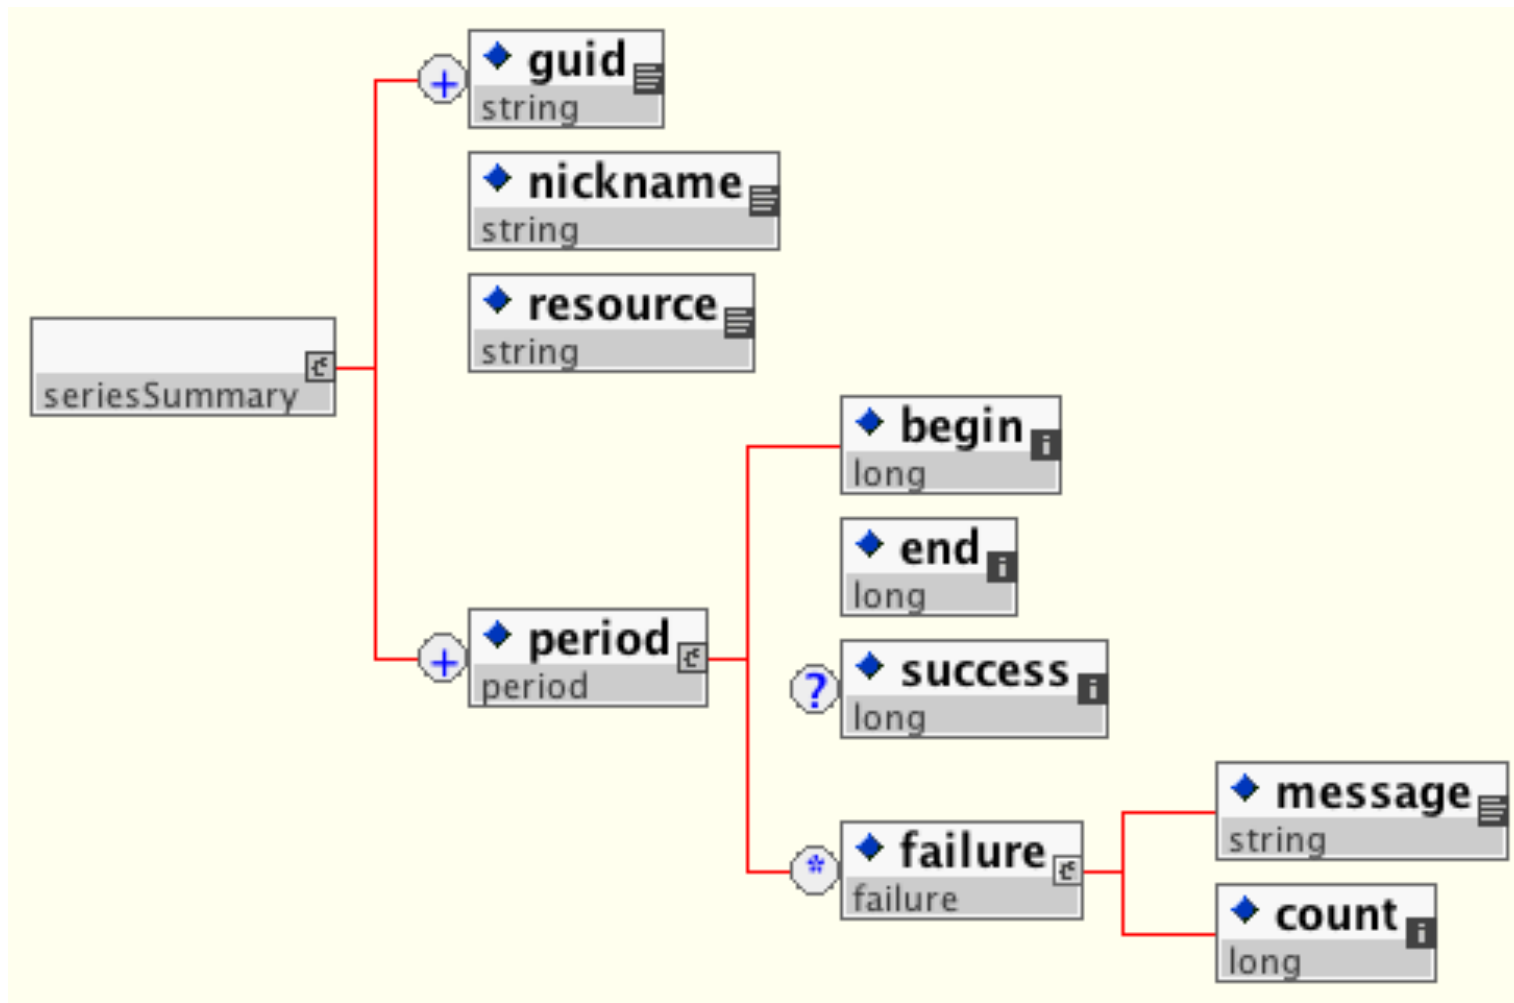 +
guid
string
nickname
string
resource
string
seriesSummary
+
period
period
begin
i
long
end
i
long
?
success
i
long
*
failure
failure
message
string
count
i
long